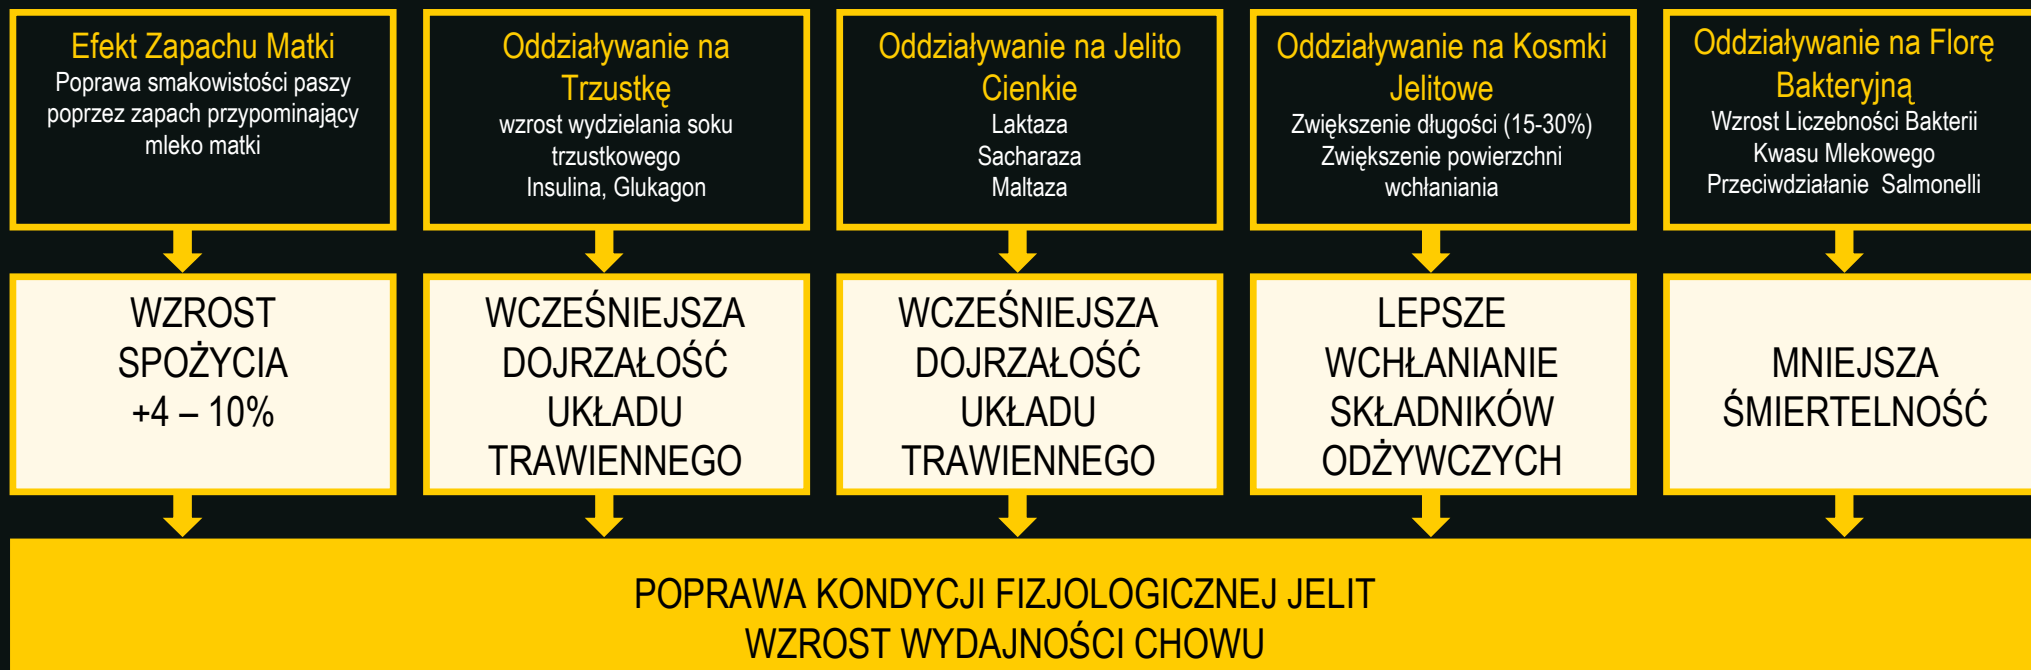 Efekt Zapachu Matki
Poprawa smakowistości paszy
poprzez zapach przypominający
mleko matki
Oddziaływanie na
Trzustkę
wzrost wydzielania soku
trzustkowego
Insulina, Glukagon
Oddziaływanie na Jelito
Cienkie
Laktaza
Sacharaza
Maltaza
Oddziaływanie na Kosmki
Jelitowe
Zwiększenie długości (15-30%)
Zwiększenie powierzchni
wchłaniania
Oddziaływanie na Florę
Bakteryjną
Wzrost Liczebności Bakterii
Kwasu Mlekowego
Przeciwdziałanie Salmonelli
WZROST
SPOŻYCIA
+4 – 10%
WCZEŚNIEJSZA
DOJRZAŁOŚĆ
UKŁADU
TRAWIENNEGO
WCZEŚNIEJSZA
DOJRZAŁOŚĆ
UKŁADU
TRAWIENNEGO
LEPSZE
WCHŁANIANIE
SKŁADNIKÓW
ODŻYWCZYCH
MNIEJSZA
ŚMIERTELNOŚĆ
POPRAWA KONDYCJI FIZJOLOGICZNEJ JELIT
WZROST WYDAJNOŚCI CHOWU